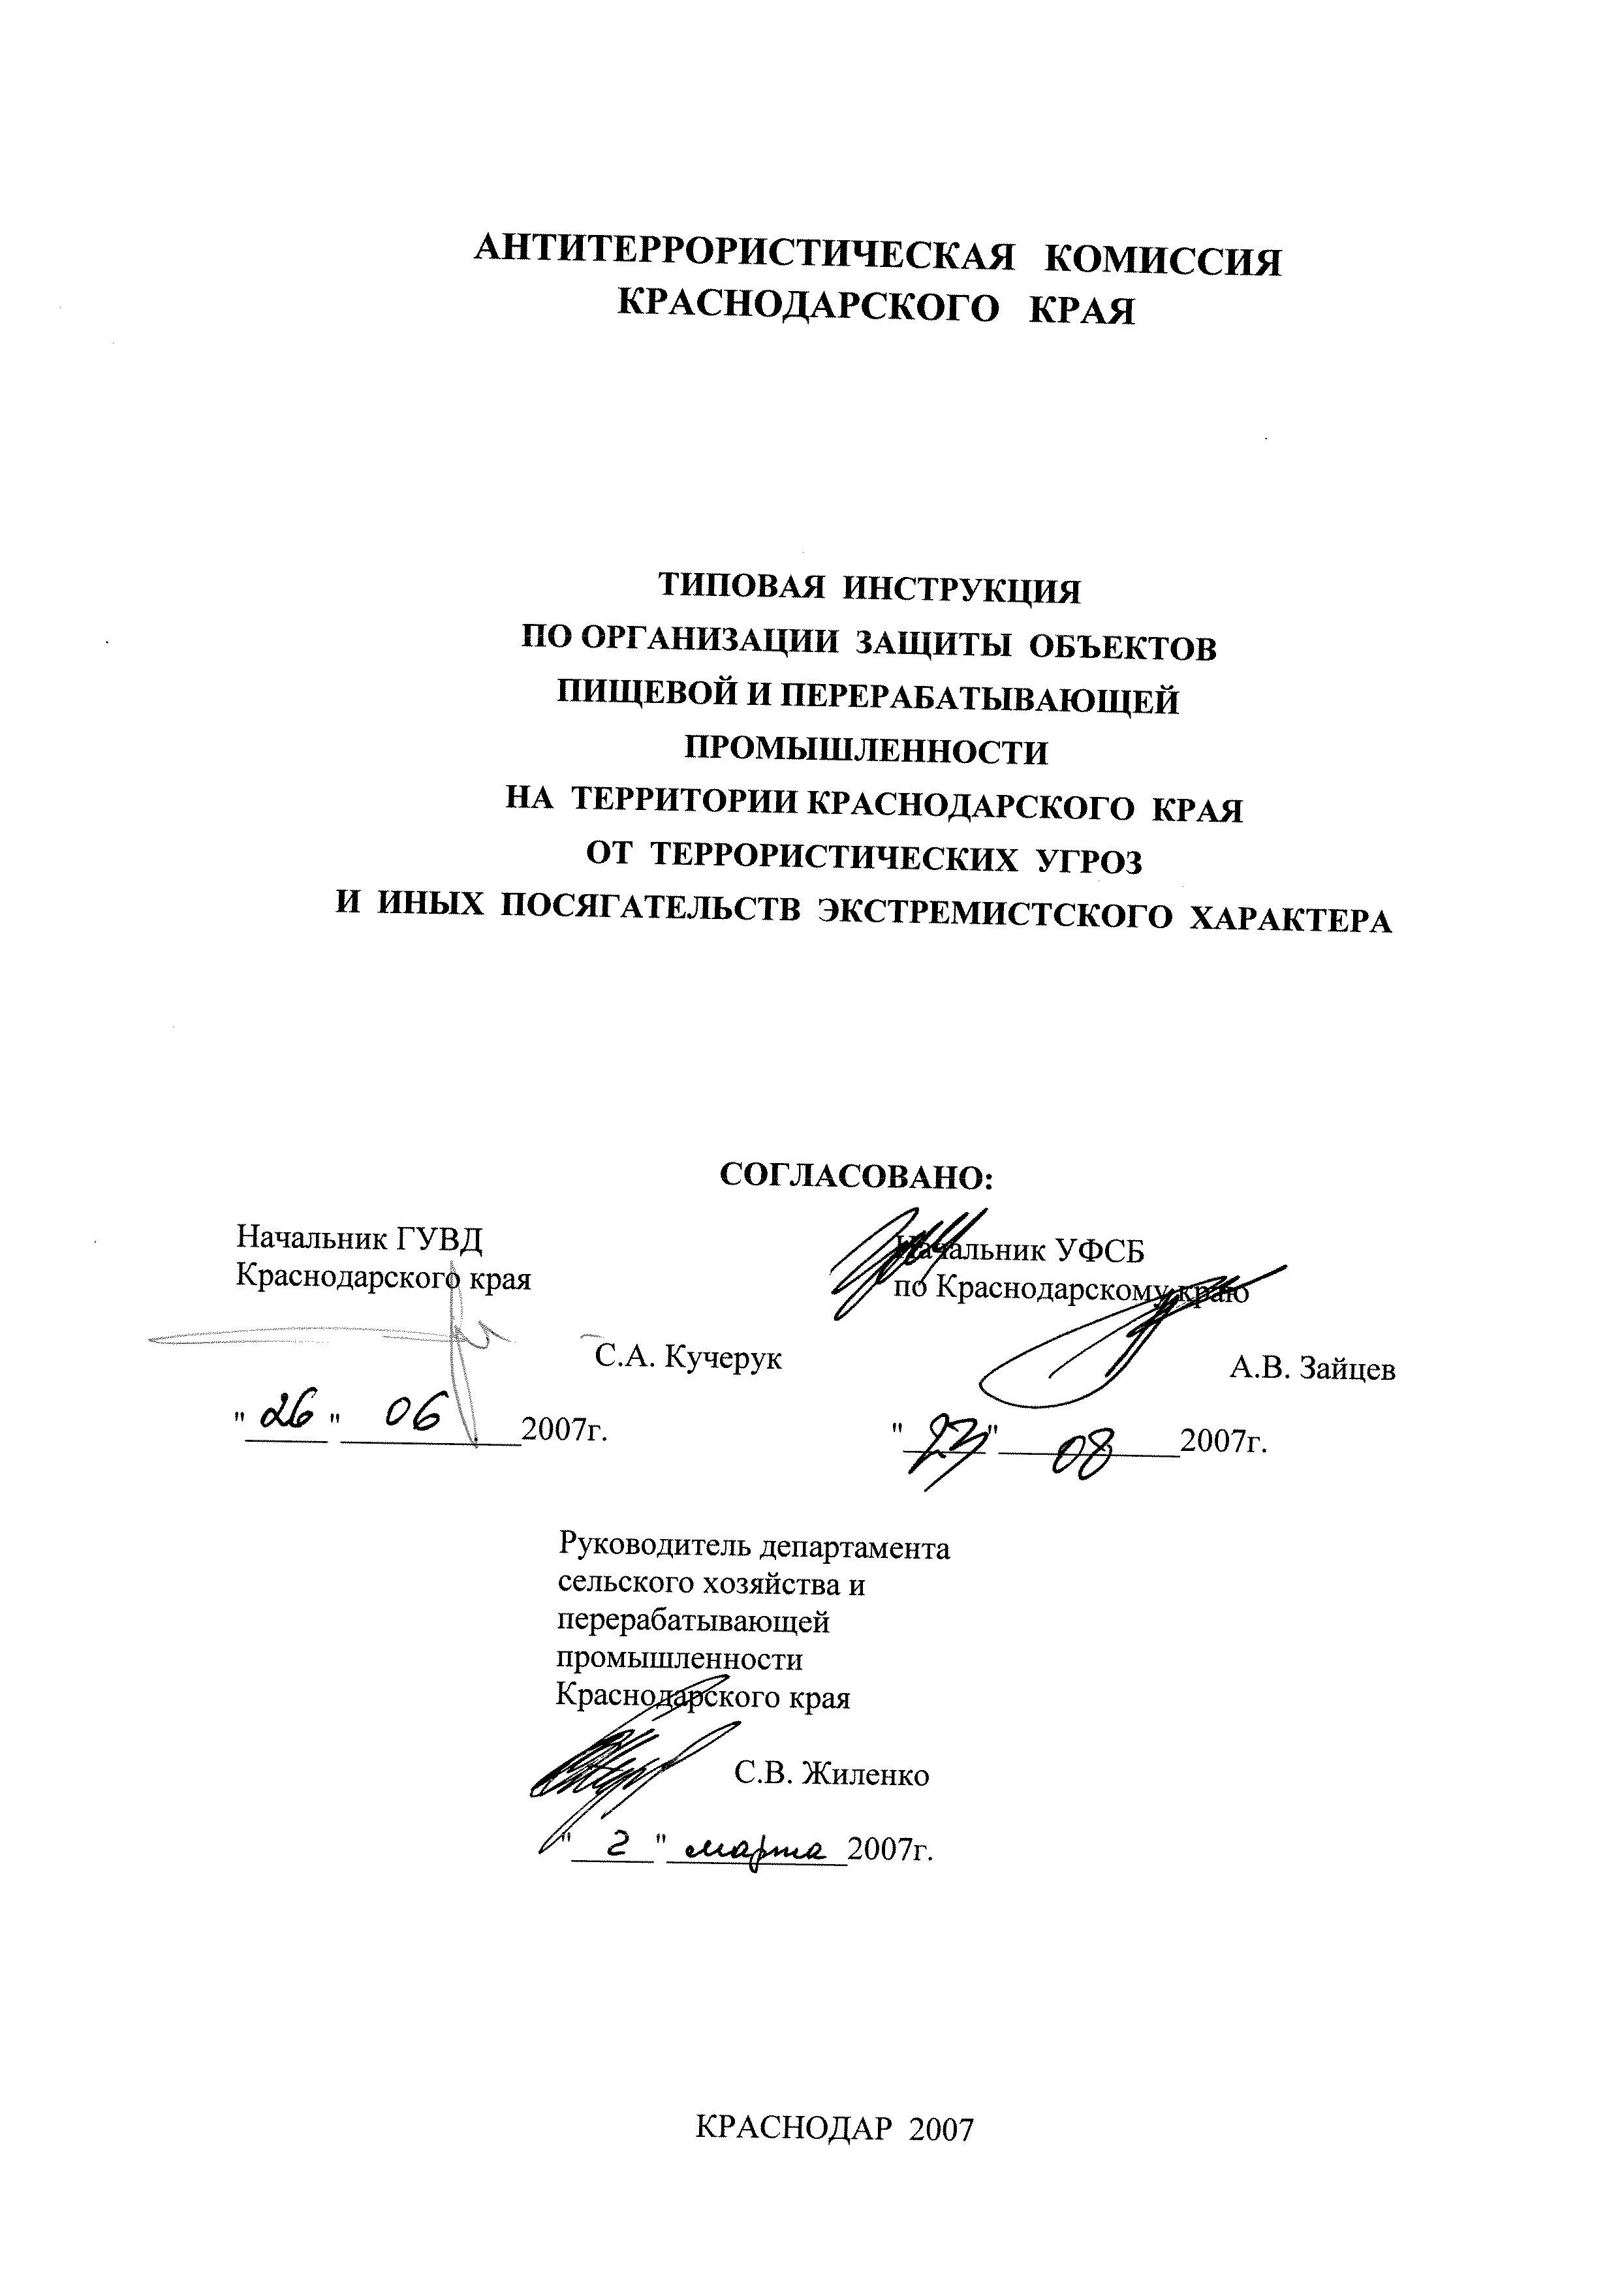 АНТИТЕРРОРИСТИЧЕСКАЯ КОМИССИЯ
КРАСНОДАРСКОГО КРАЯ
ТИПОВАЯ ИНСТРУКЦИЯ
ПО ОРГАНИЗАЦИИ ЗАЩИТЫ ОБЪЕКТОВ
ПИЩЕВОЙ И ПЕРЕРАБАТЫВАЮЩЕЙ
ПРОМЫШЛЕННОСТИ
НА ТЕРРИТОРИИ КРАСНОДАРСКОГО КРАЯ
ОТ ТЕРРОРИСТИЧЕСКИХ УГРОЗ
И ИНЫХ ПОСЯГАТЕЛЬСТВ ЭКСТРЕМИСТСКОГО ХАРАКТЕРА
СОГЛАСОВАНО:
Начальник ГУВД
Краснодарского края
С.А. Кучерук
"26" 06 2007г.
Начальник УФСБ
по Краснодарскому краю
А.В. Зайцев
"23" 08 2007г.
Руководитель департамента
сельского хозяйства и
перерабатывающей
промышленности
Краснодарского края
С.В. Жиленко
"2" марта 2007г.
КРАСНОДАР 2007